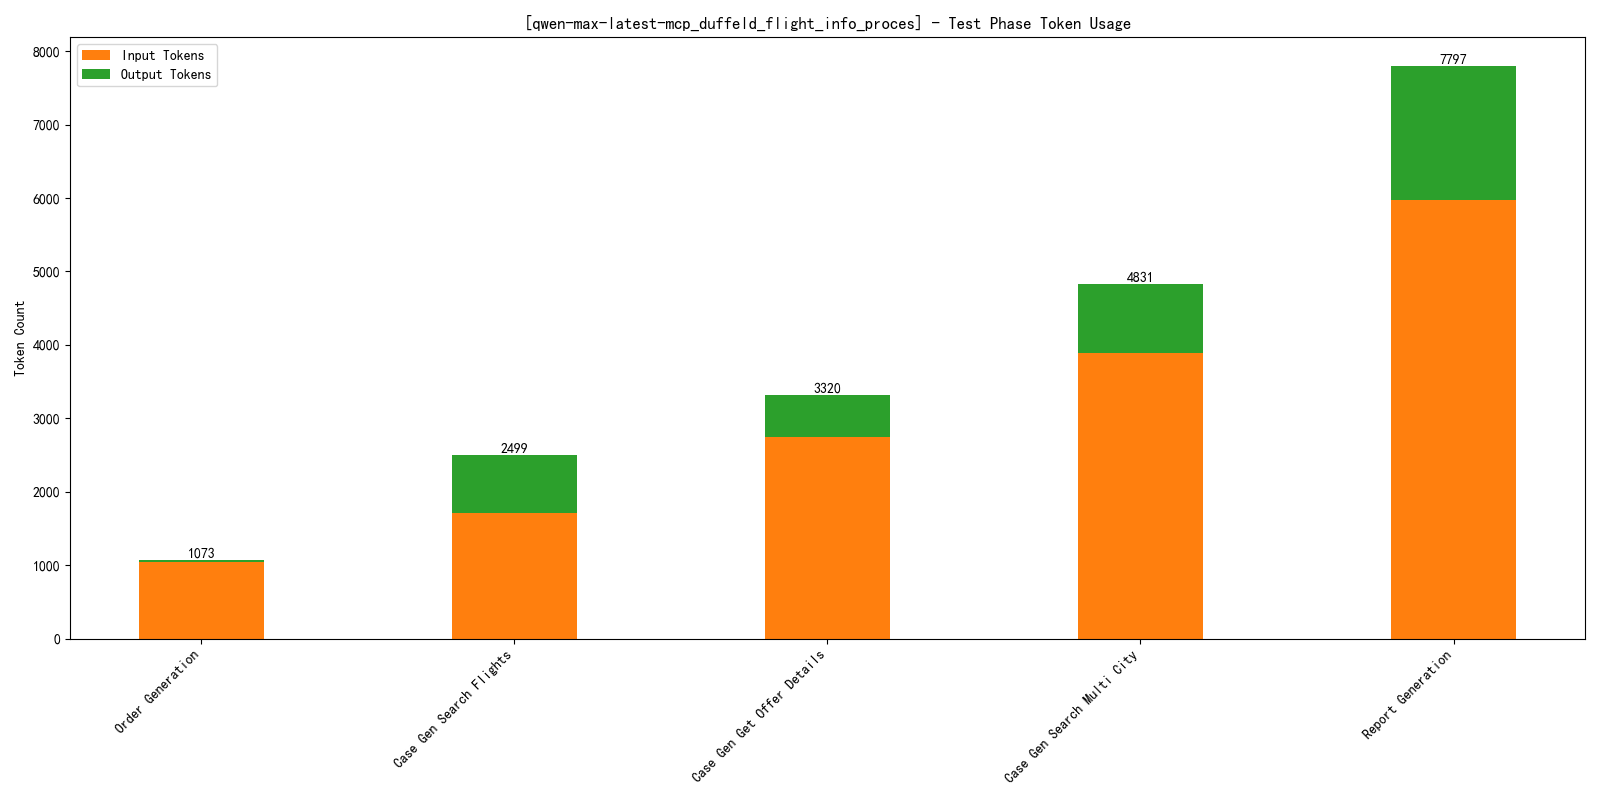 [qwen-max-latest-mcp_duffeld_flight_info_proces] - Test Phase Token Usage
Input Tokens
Output Tokens
Token Count
8000
7000
6000
5000
4000
3000
2000
1000
0
1073
2499
3320
4831
7797
Order Generation
Case Gen Search Flights
Case Gen Get Offer Details
Case Gen Search Multi City
Report Generation